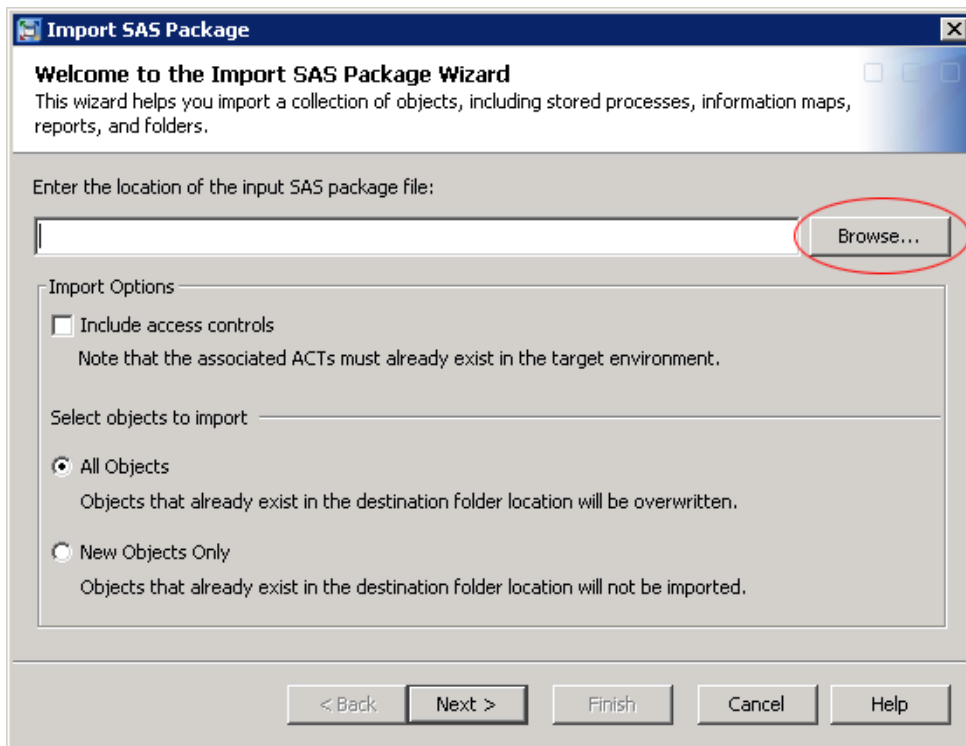 Import SAS Package
Welcome to the Import SAS Package Wizard
This wizard helps you import a collection of objects, including stored processes, information maps,
reports, and folders.
Enter the location of the input SAS package file:
Browse...
Import Options
Include access controls
Note that the associated ACTs must already exist in the target environment.
Select objects to import
All Objects
Objects that already exist in the destination folder location will be overwritten.
New Objects Only
Objects that already exist in the destination folder location will not be imported.
< Back Next > Finish Cancel Help